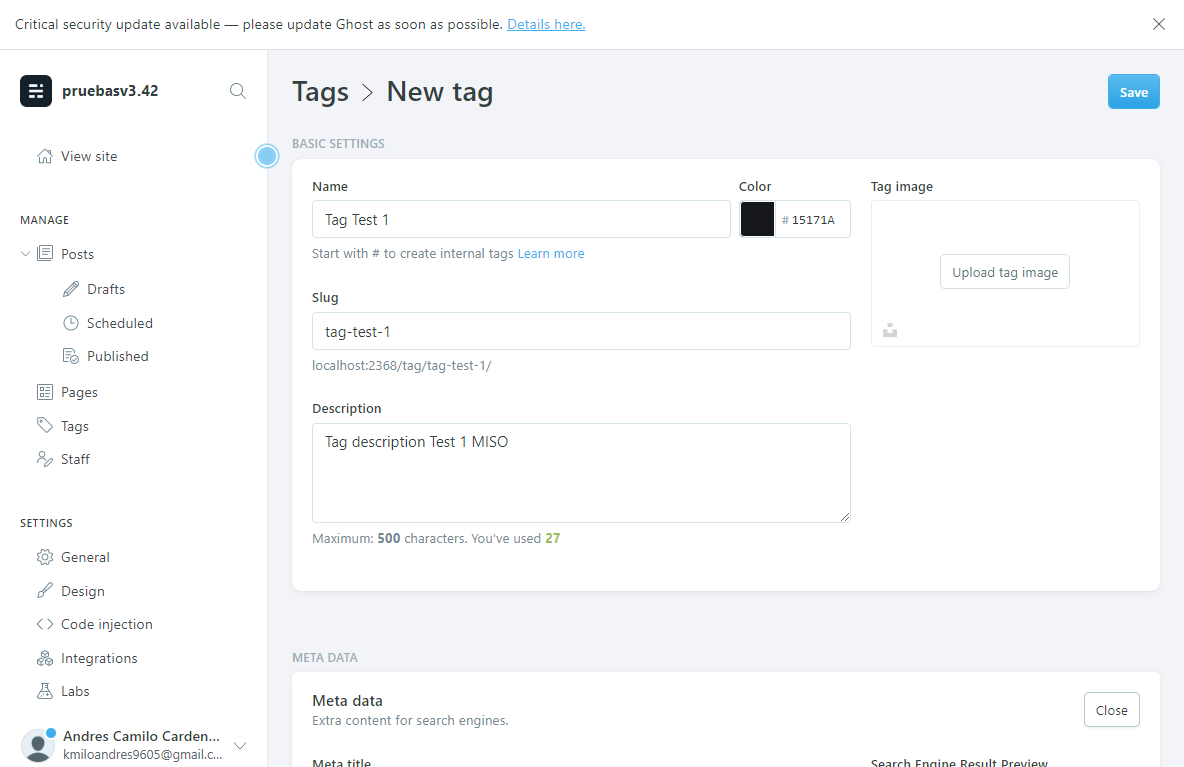 Critical security update available — please update Ghost as soon as possible. Details here.
pruebasv3.42
View site
MANAGE
Posts
Drafts
Scheduled
Published
Pages
Tags
Staff
SETTINGS
General
Design
Code injection
Integrations
Labs
Andres Camilo Carden...
kmiloandres9605@gmail.c...
Tags > New tag
Save
BASIC SETTINGS
Name
Tag Test 1
Start with # to create internal tags Learn more
Color
# 15171A
Slug
tag-test-1
localhost:2368/tag/tag-test-1/
Description
Tag description Test 1 MISO
Maximum: 500 characters. You've used 27
Tag image
Upload tag image
META DATA
Meta data
Extra content for search engines.
Close
Meta title
Search Engine Result Preview